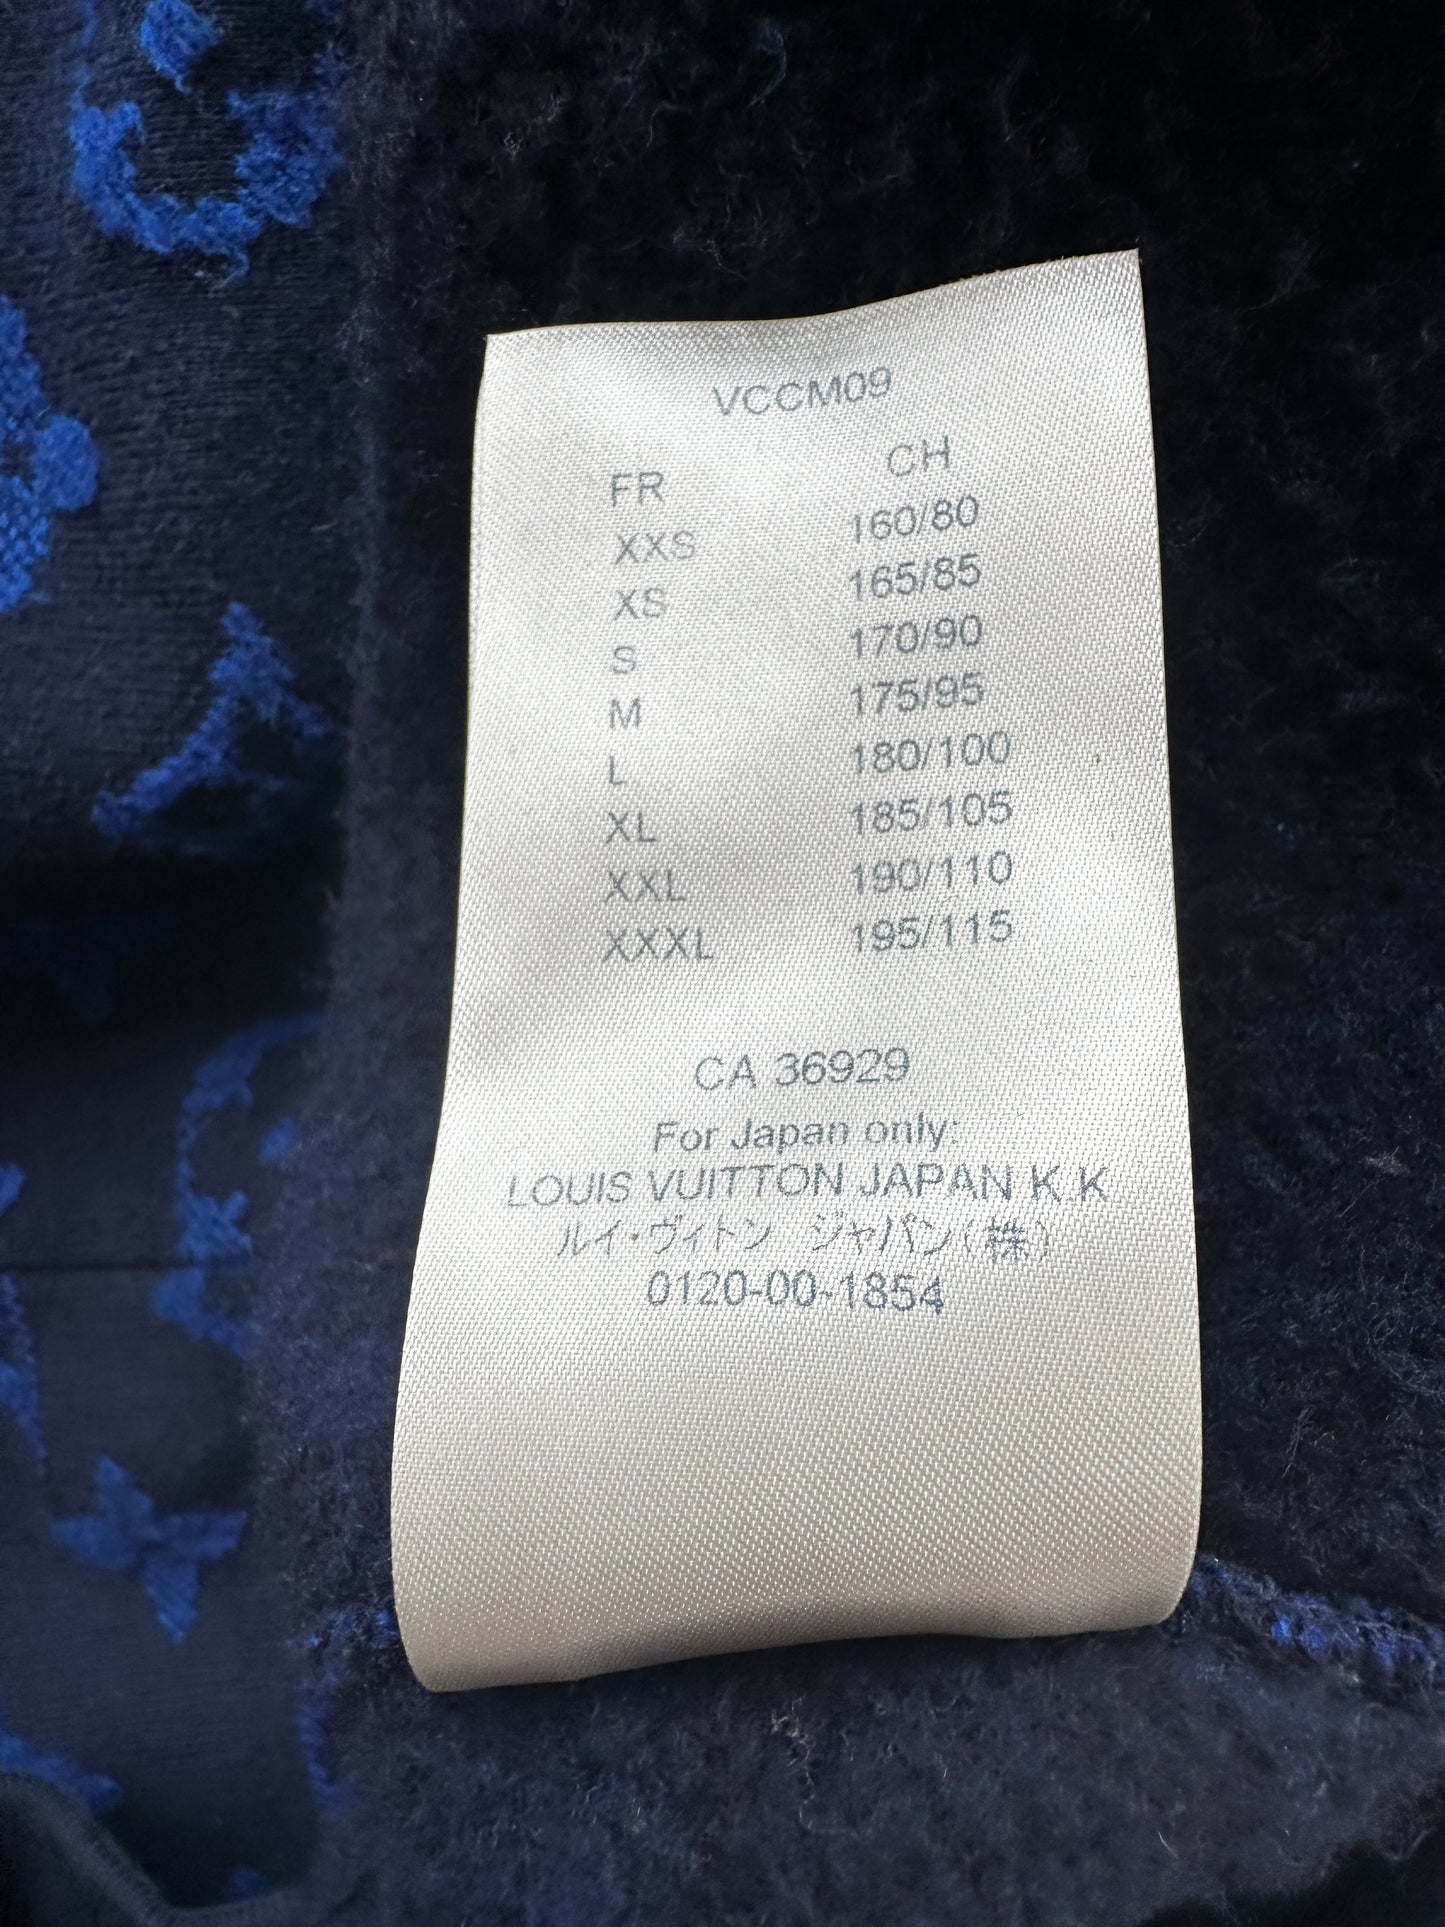 VCCM09
FR CH
XXS 160/80
XS 165/85
S 170/90
M 175/95
L 180/100
XL 185/105
XXL 190/110
XXXL 195/115
CA 36929
For Japan only:
LOUIS VUITTON JAPAN K.K
ルイ・ヴィトン ジャパン(株)
0120-00-1854